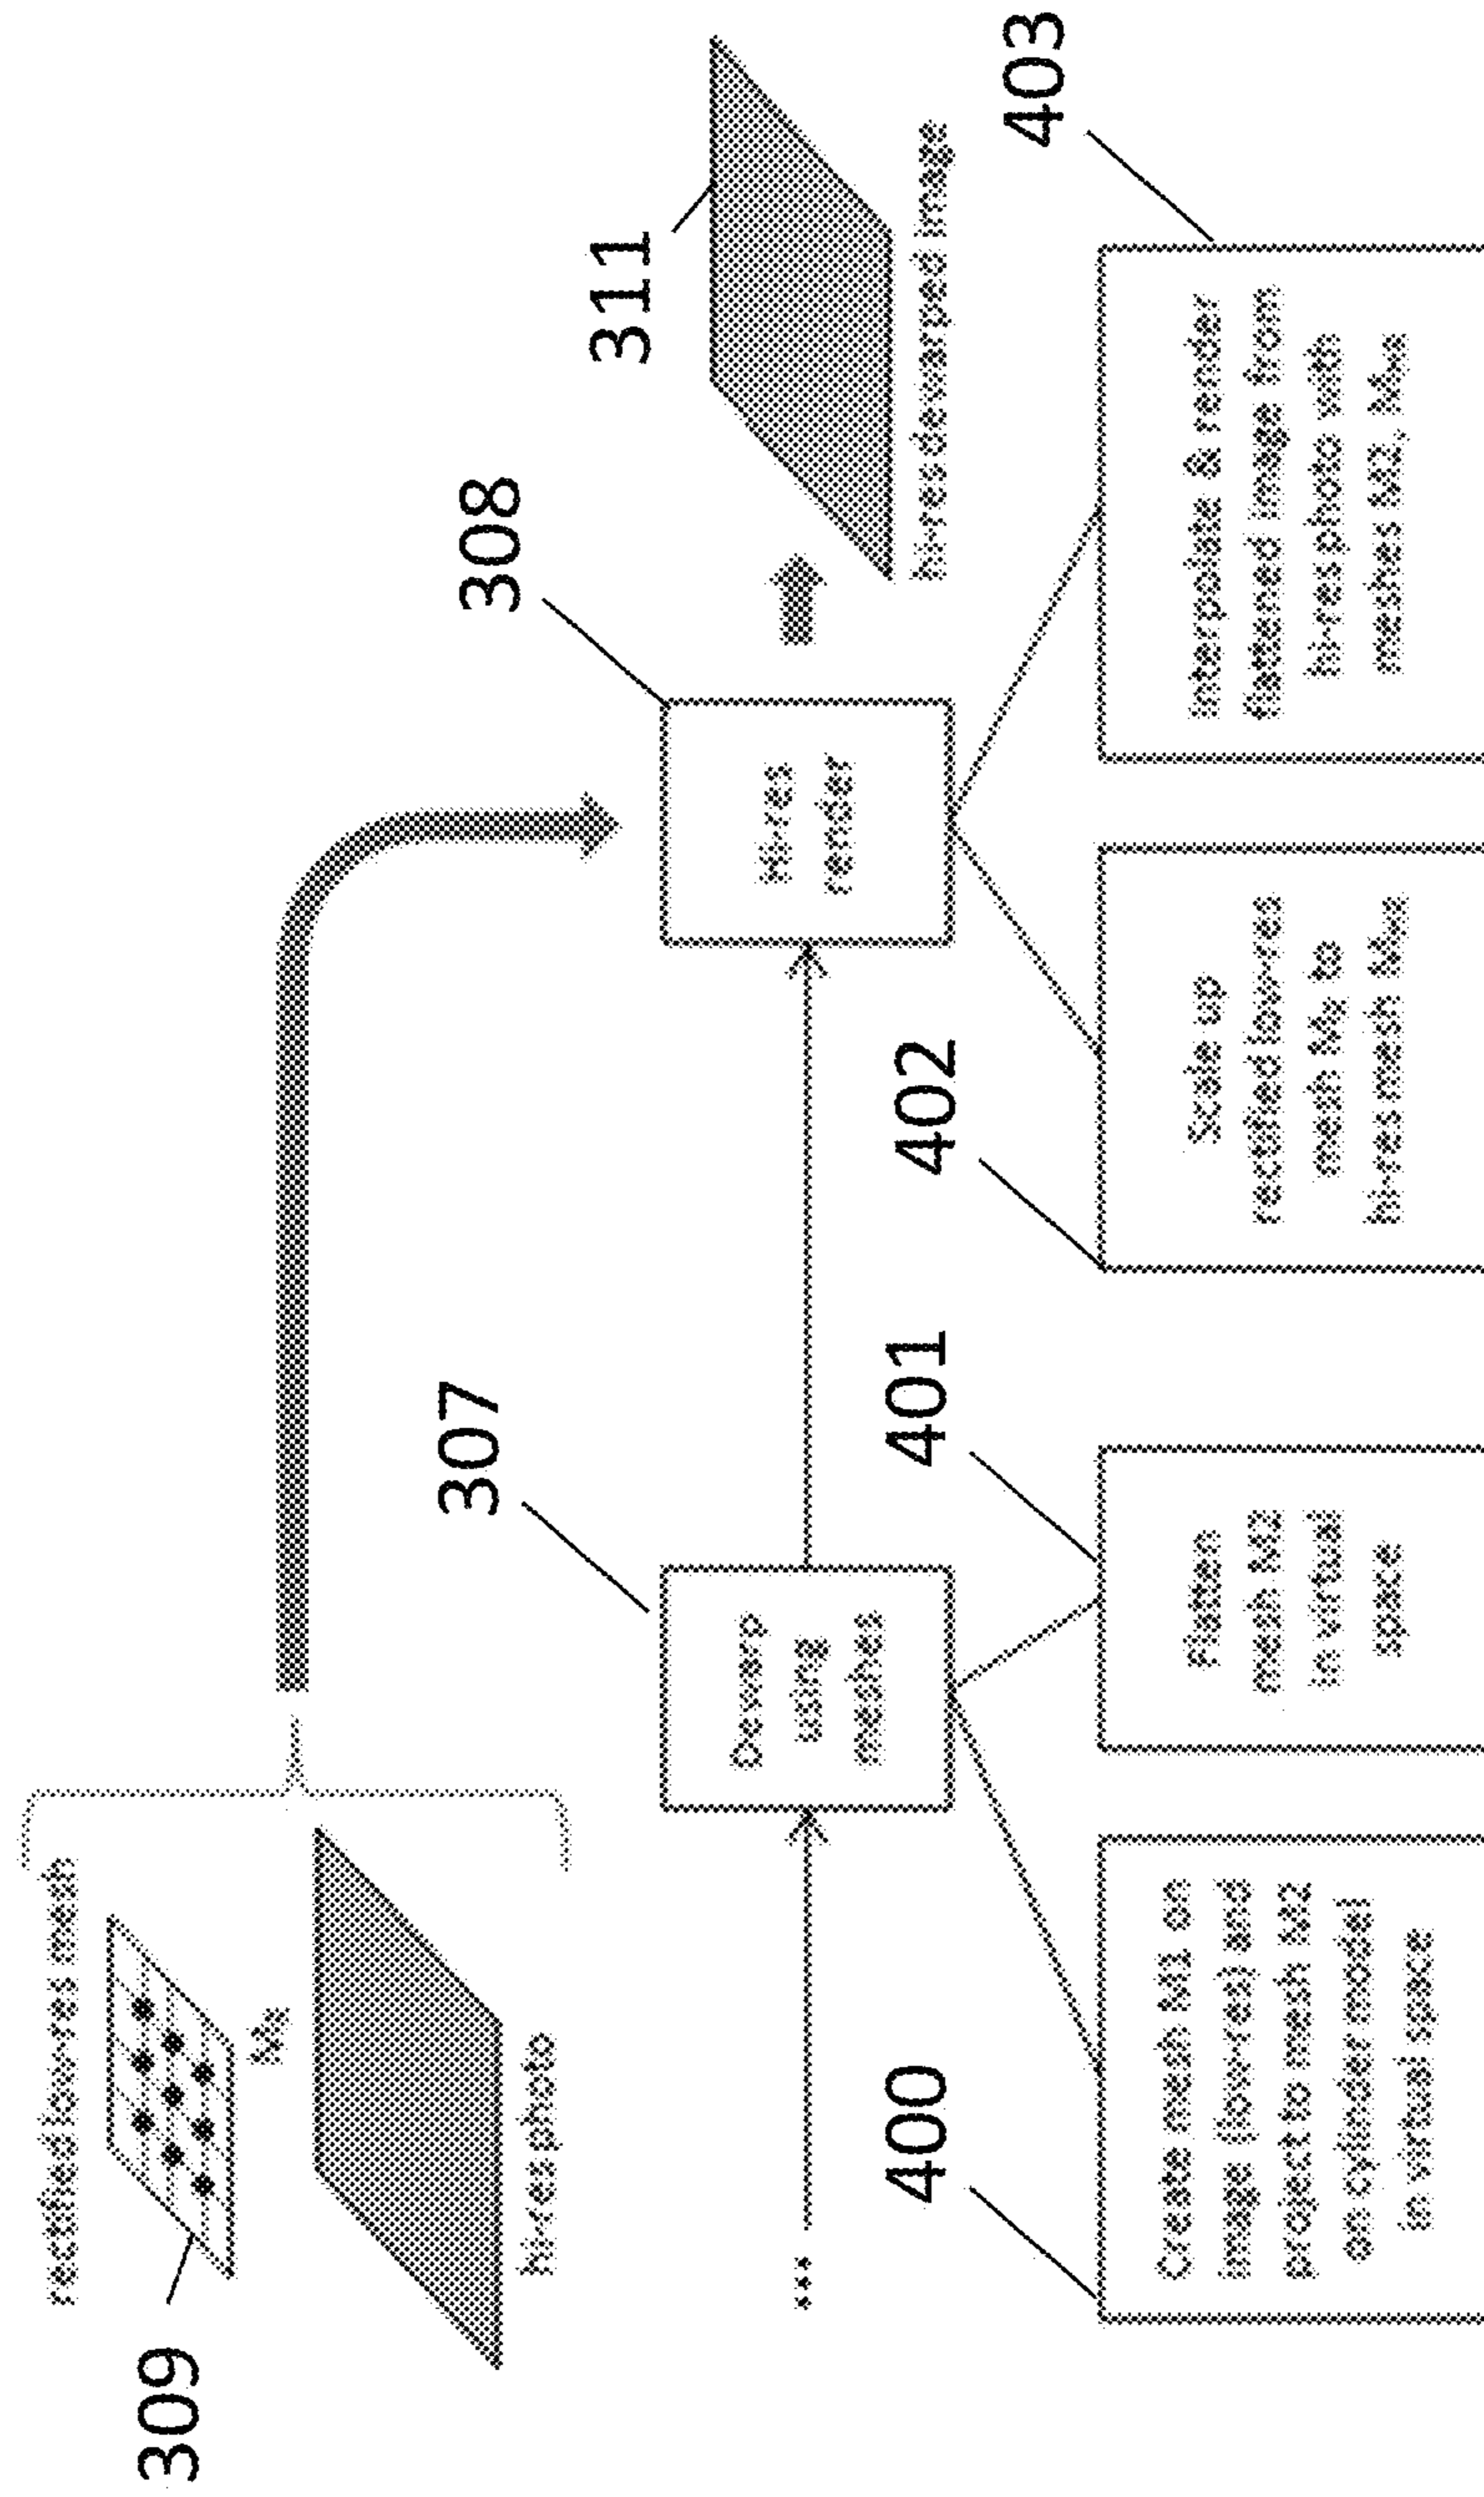 rectified low-res mesh
309
M₁
hi-res photo
...
307
Dewarp
using
meshes
308
Hi-res
render
311
hi-res dewarped image
400
Create mesh M1 on
image (low-res) and
project to mesh M2
on cylinder model
in virtual space
401
Flatten
mesh M2
in virtual
space
402
Scale up
rectified low-res
mesh to
hi-res mesh
403
Interpolate & render
flattened image from
hi-res photo with
meshes M2,